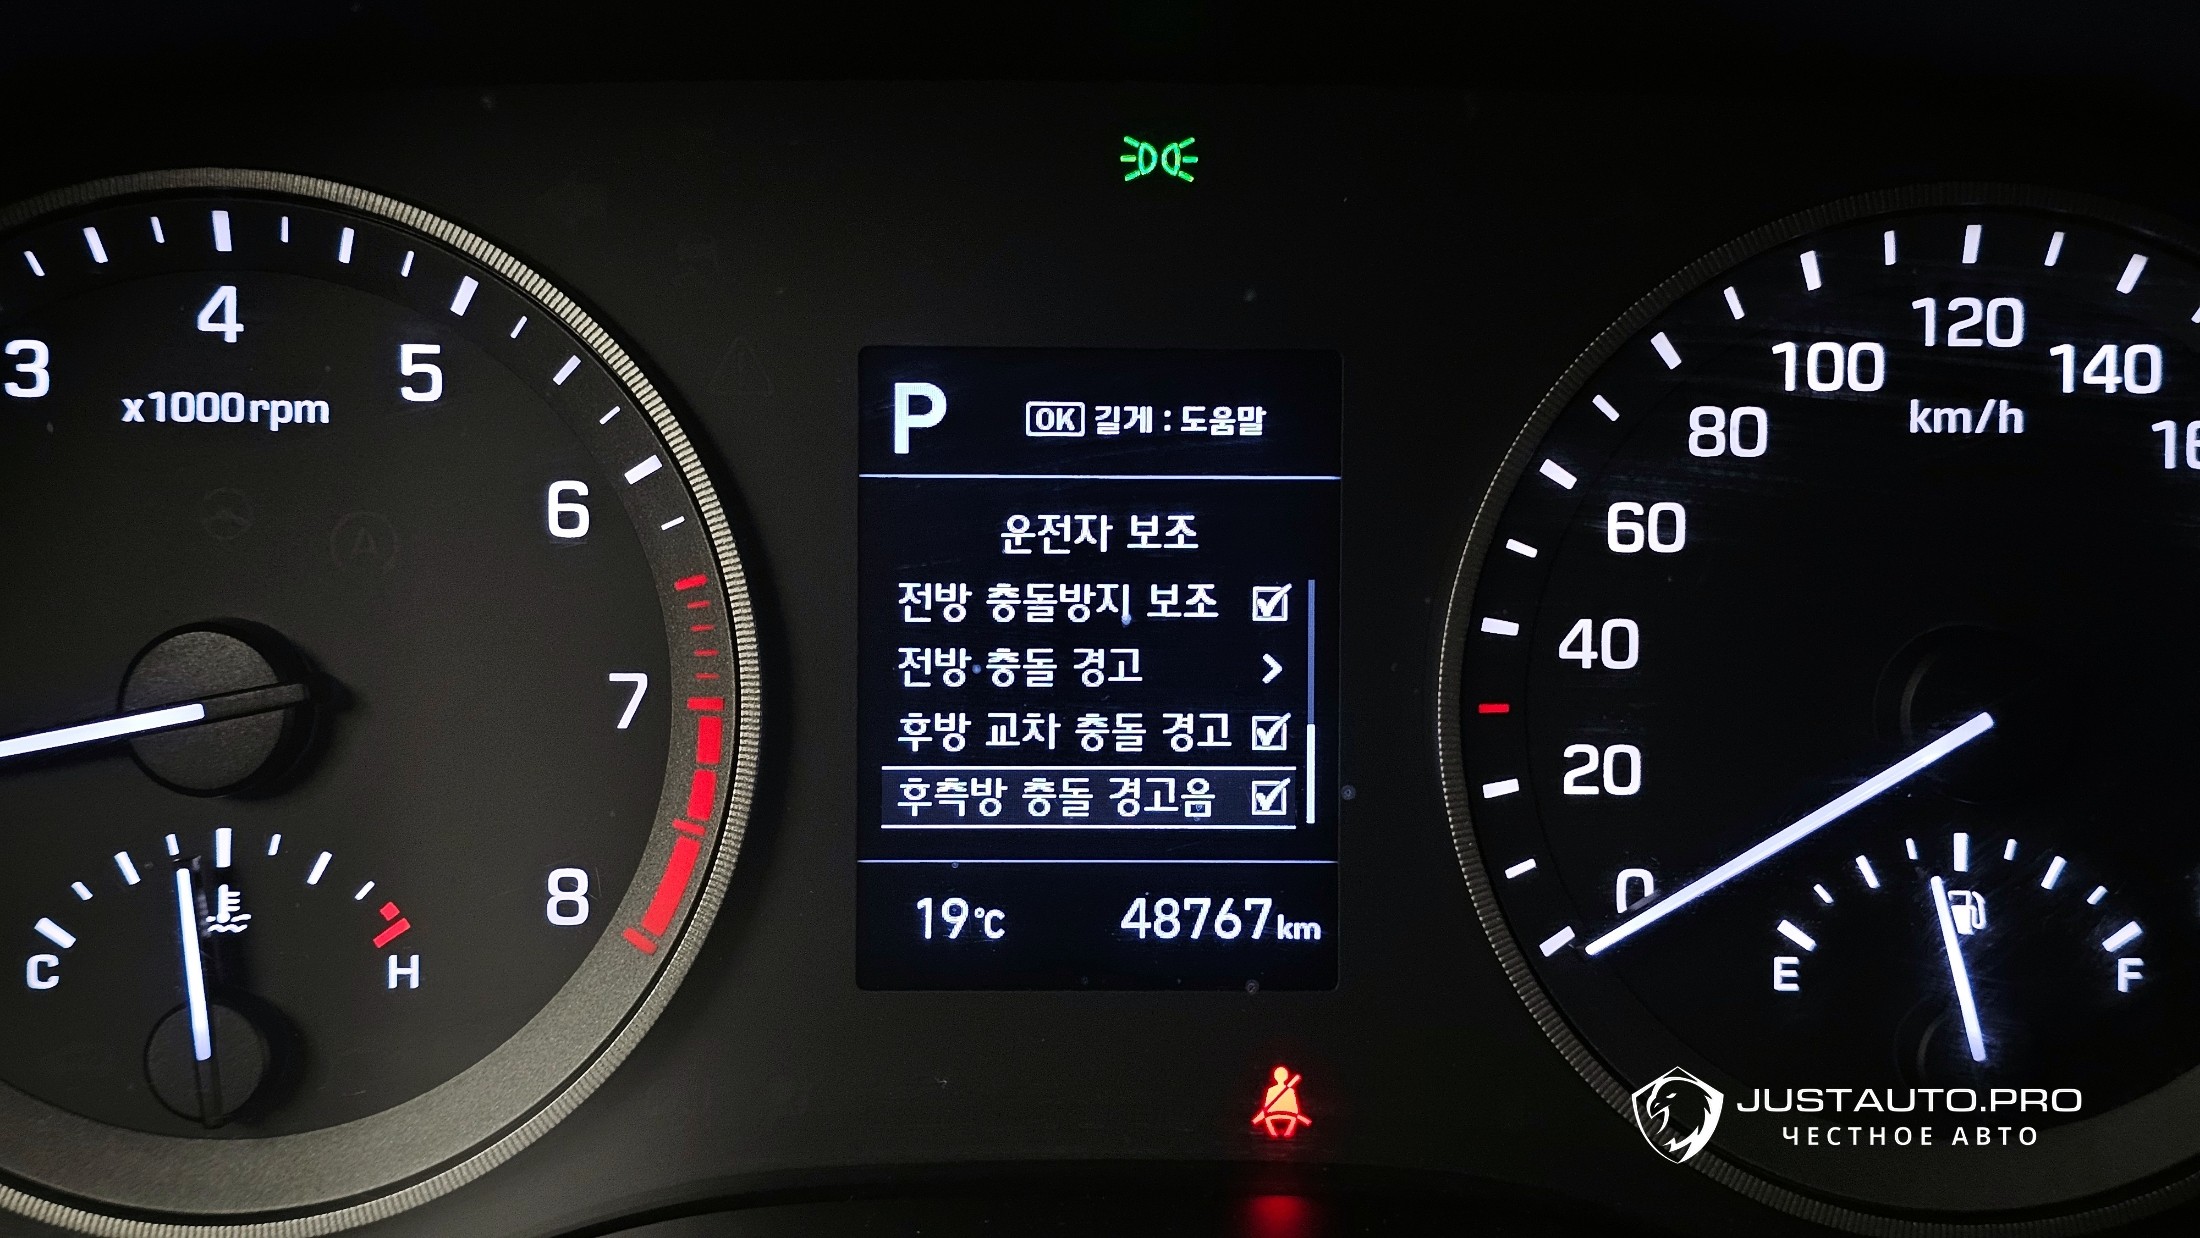 3
4
5
x1000rpm
6
7
8
C
H
P
OK 길게 : 도움말
운전자 보조
전방 충돌방지 보조
전방 충돌 경고
후방 교차 충돌 경고
후측방 충돌 경고음
19°C
48767km
0
20
40
60
80
100
120
140
km/h
E
F
JUSTAUTO.PRO
ЧЕСТНОЕ АВТО